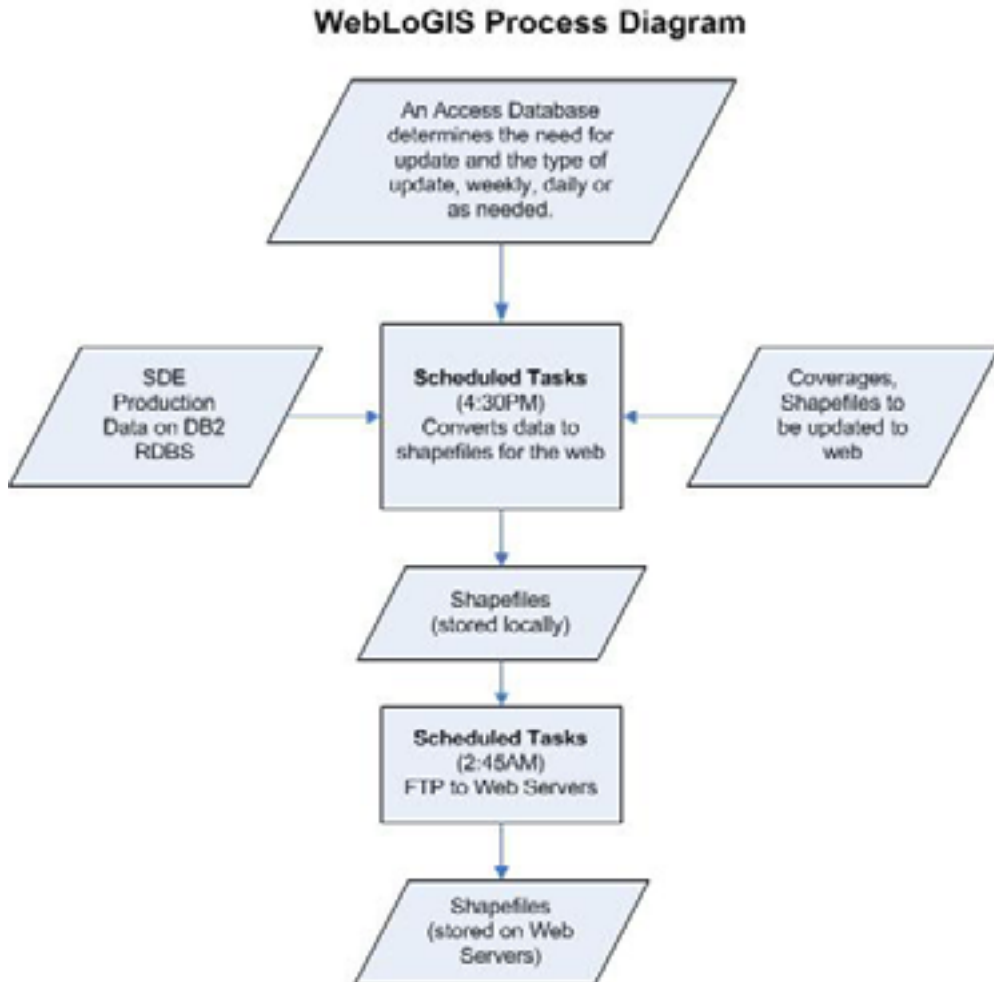 WebLoGIS Process Diagram
An Access Database
determines the need for
update and the type of
update, weekly, daily or
as needed.
SDE
Production
Data on DB2
RDBS
Scheduled Tasks
(4:30PM)
Converts data to
shapefiles for the web
Coverages,
Shapefiles to
be updated to
web
Shapefiles
(stored locally)
Scheduled Tasks
(2:45AM)
FTP to Web Servers
Shapefiles
(stored on Web
Servers)